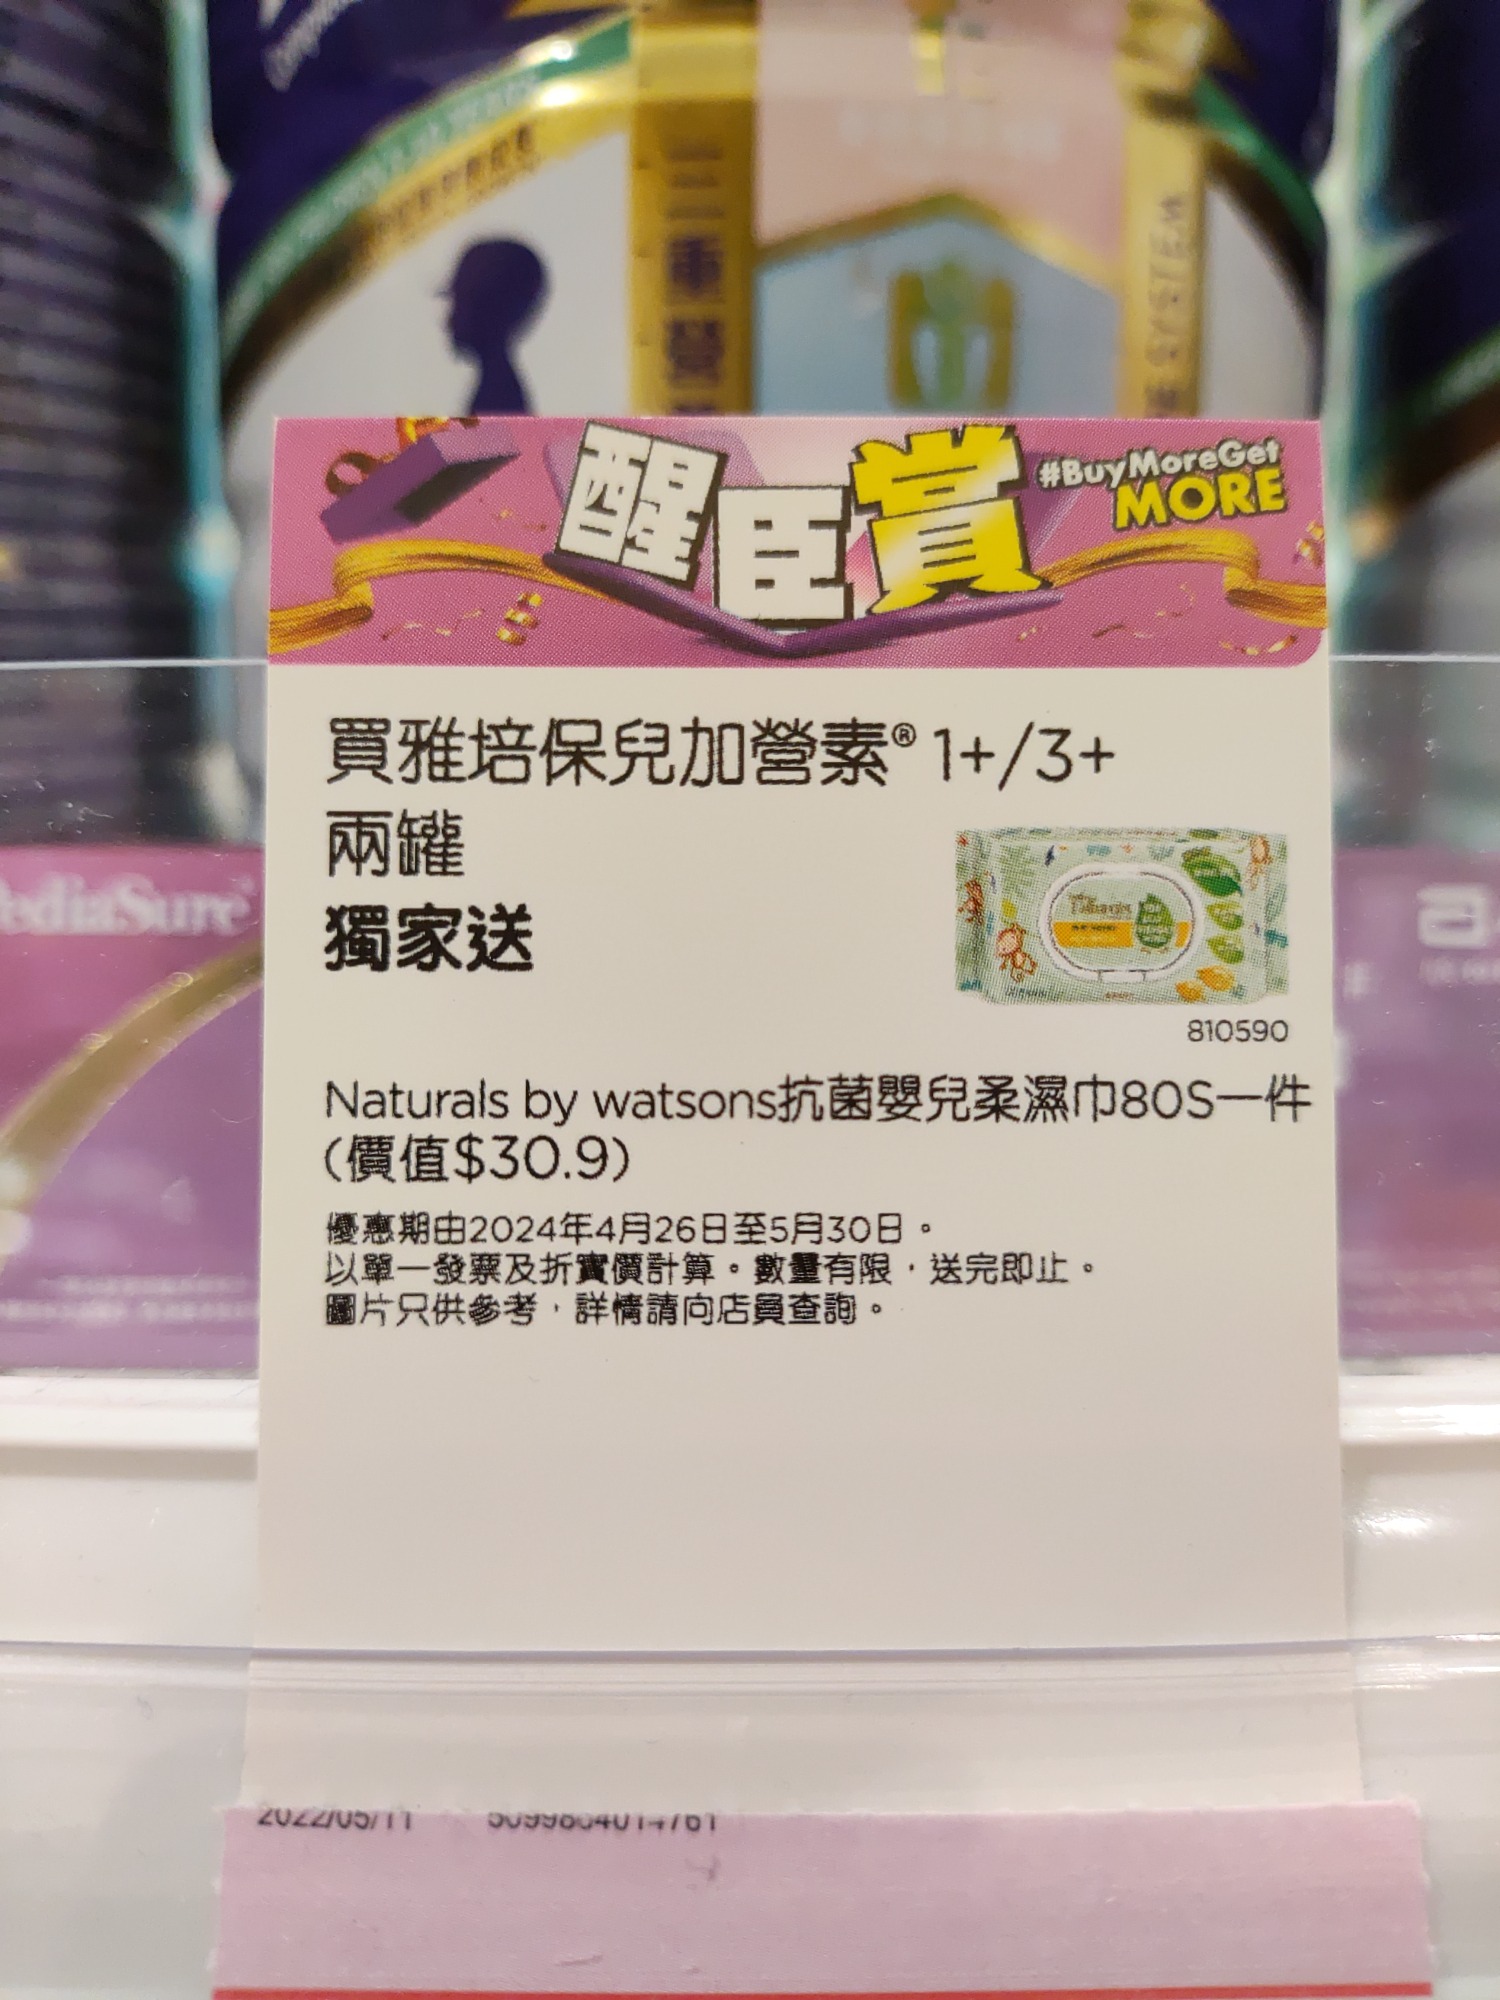 三重營
SYSTEM
醒臣賞
#BuyMoreGet
MORE
買雅培保兒加營素® 1+/3+
兩罐
獨家送
PediaSure
810590
Naturals by watsons抗菌嬰兒柔濕巾80S一件
(價值$30.9)
優惠期由2024年4月26日至5月30日。
以單一發票及折實價計算。數量有限，送完即止。
圖片只供參考，詳情請向店員查詢。
2022/05/11